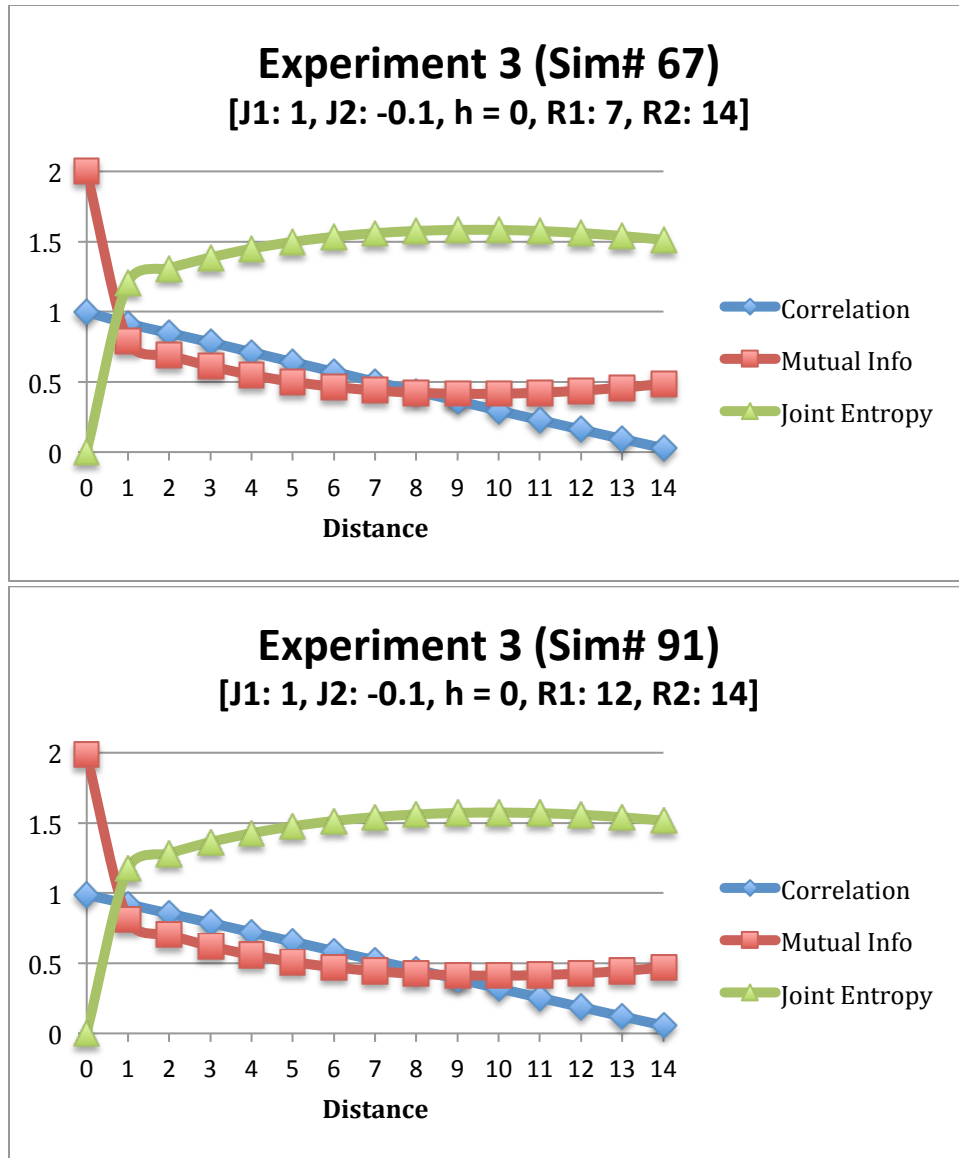 Experiment 3 (Sim# 67)
[J1: 1, J2: -0.1, h = 0, R1: 7, R2: 14]
2
1.5
1
0.5
0
0 1 2 3 4 5 6 7 8 9 10 11 12 13 14
Distance
Correlation
Mutual Info
Joint Entropy
Experiment 3 (Sim# 91)
[J1: 1, J2: -0.1, h = 0, R1: 12, R2: 14]
2
1.5
1
0.5
0
0 1 2 3 4 5 6 7 8 9 10 11 12 13 14
Distance
Correlation
Mutual Info
Joint Entropy